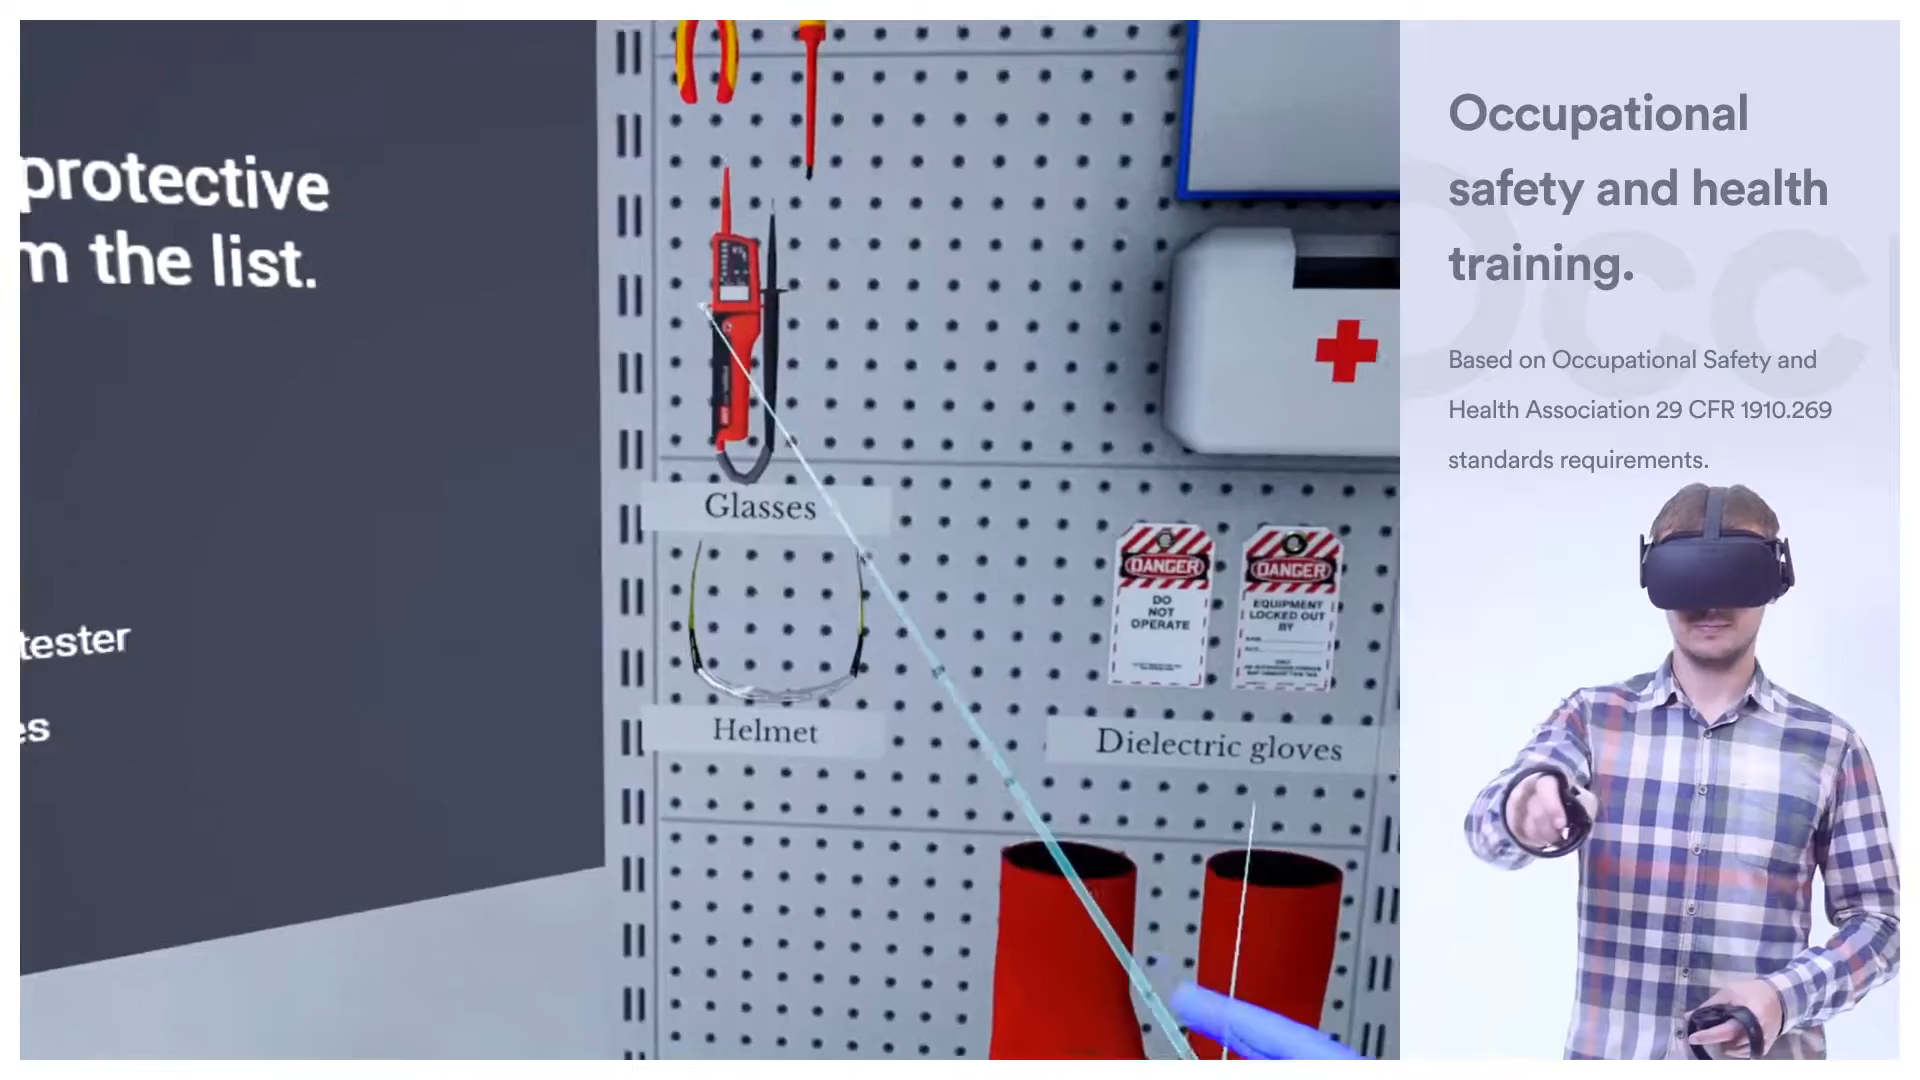 protective
m the list.
tester
es
Glasses
Helmet
DANGER
DO
NOT
OPERATE
DANGER
EQUIPMENT
LOCKED OUT
BY
Dielectric gloves
Occupational
safety and health
training.
Based on Occupational Safety and
Health Association 29 CFR 1910.269
standards requirements.
Occ